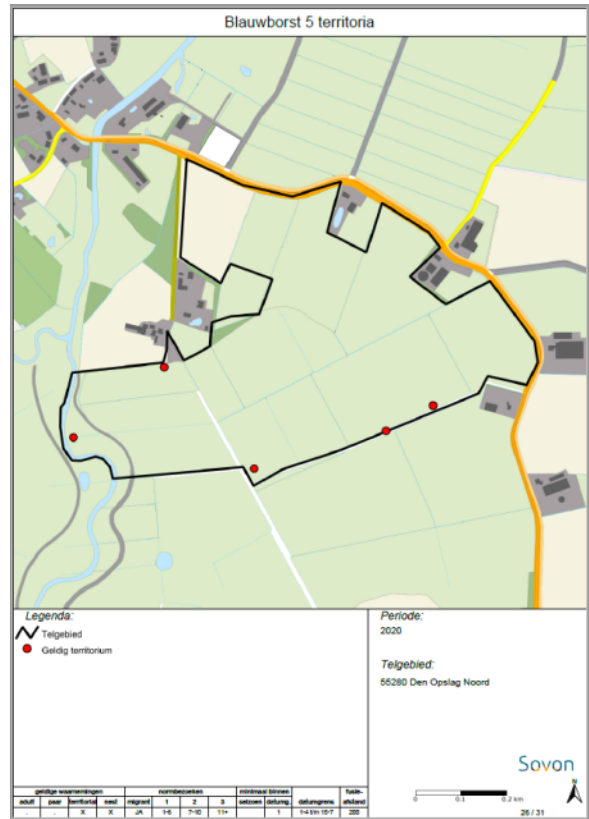 Blauwborst 5 territoria
Legenda:
Telgebied
Geldig territorium
Periode:
2020
Telgebied:
55280 Den Opslag Noord
Sovon
0 0.1 0.2 km
N
26 / 31
geldige waarnemingen normbezoeken minimaal binnen fusie-
adult paar territoriaal nest migrant 1 2 3 seizoen datumg. datumgrens afstand
. . X X JA 1-6 7-10 11+ 1 1-4 t/m 15-7 200